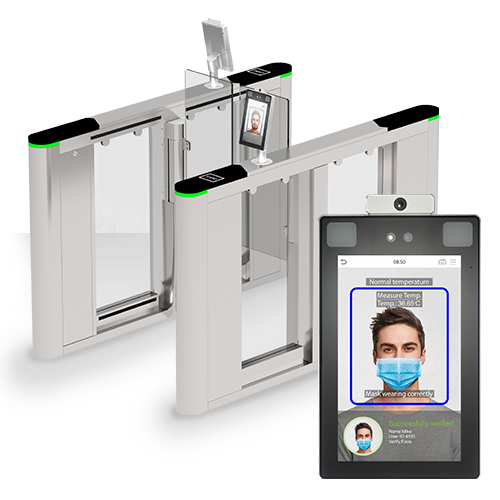 08:50
Normal temperature
Measure Temp.
Temp.: 36.65°C
Mask wearing correctly
Successfully verified
Name:Mike
User ID:8535
Verify:Face